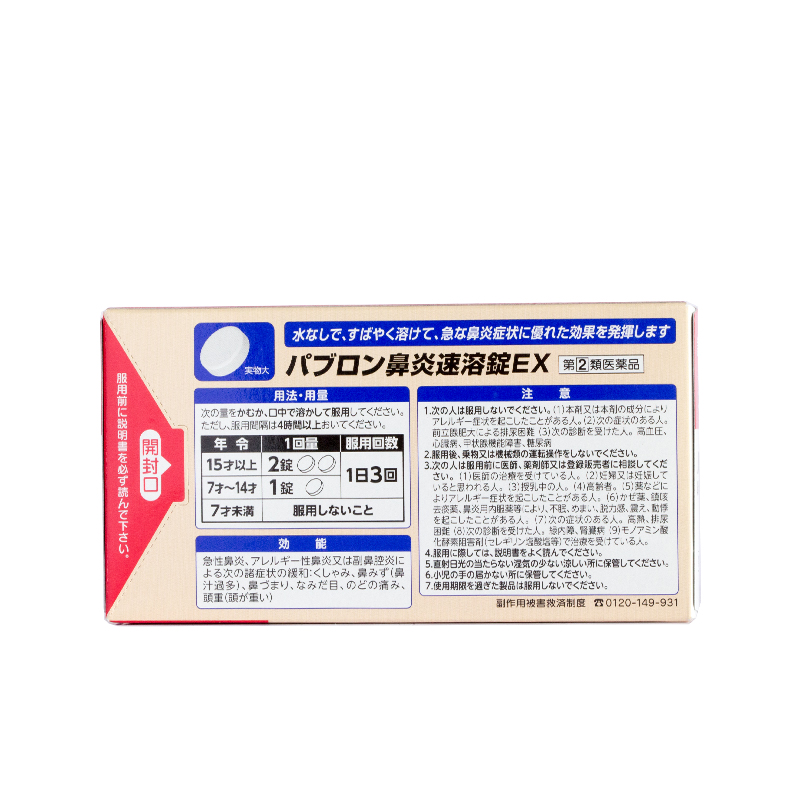 水なしで、すばやく溶けて、急な鼻炎症状に優れた効果を発揮します
実物大
パブロン鼻炎速溶錠EX 指定第2類医薬品
服用前に説明書を必ず読んで下さい。
開封口
用法・用量
次の量をかむか、口中で溶かして服用してください。
ただし、服用間隔は4時間以上おいてください。
年令 1回量 服用回数
15才以上 2錠
1日3回
7才〜14才 1錠
7才未満 服用しないこと
効能
急性鼻炎、アレルギー性鼻炎又は副鼻腔炎に
よる次の諸症状の緩和:くしゃみ、鼻みず(鼻
汁過多)、鼻づまり、なみだ目、のどの痛み、
頭重(頭が重い)
注意
1.次の人は服用しないでください。(1)本剤又は本剤の成分により
アレルギー症状を起こしたことがある人。(2)次の症状のある人。
前立腺肥大による排尿困難 (3)次の診断を受けた人。高血圧、
心臓病、甲状腺機能障害、糖尿病
2.服用後、乗物又は機械類の運転操作をしないでください。
3.次の人は服用前に医師、薬剤師又は登録販売者に相談してくだ
さい。(1)医師の治療を受けている人。(2)妊婦又は妊娠して
いると思われる人。(3)授乳中の人。(4)高齢者。(5)薬などに
よりアレルギー症状を起こしたことがある人。(6)かぜ薬、鎮咳
去痰薬、鼻炎用内服薬等により、不眠、めまい、脱力感、震え、動悸
を起こしたことがある人。(7)次の症状のある人。高熱、排尿
困難 (8)次の診断を受けた人。緑内障、腎臓病 (9)モノアミン酸
化酵素阻害剤(セレギリン塩酸塩等)で治療を受けている人。
4.服用に際しては、説明書をよく読んでください。
5.直射日光の当たらない湿気の少ない涼しい所に保管してください。
6.小児の手の届かない所に保管してください。
7.使用期限を過ぎた製品は服用しないでください。
副作用被害救済制度 ☎0120-149-931